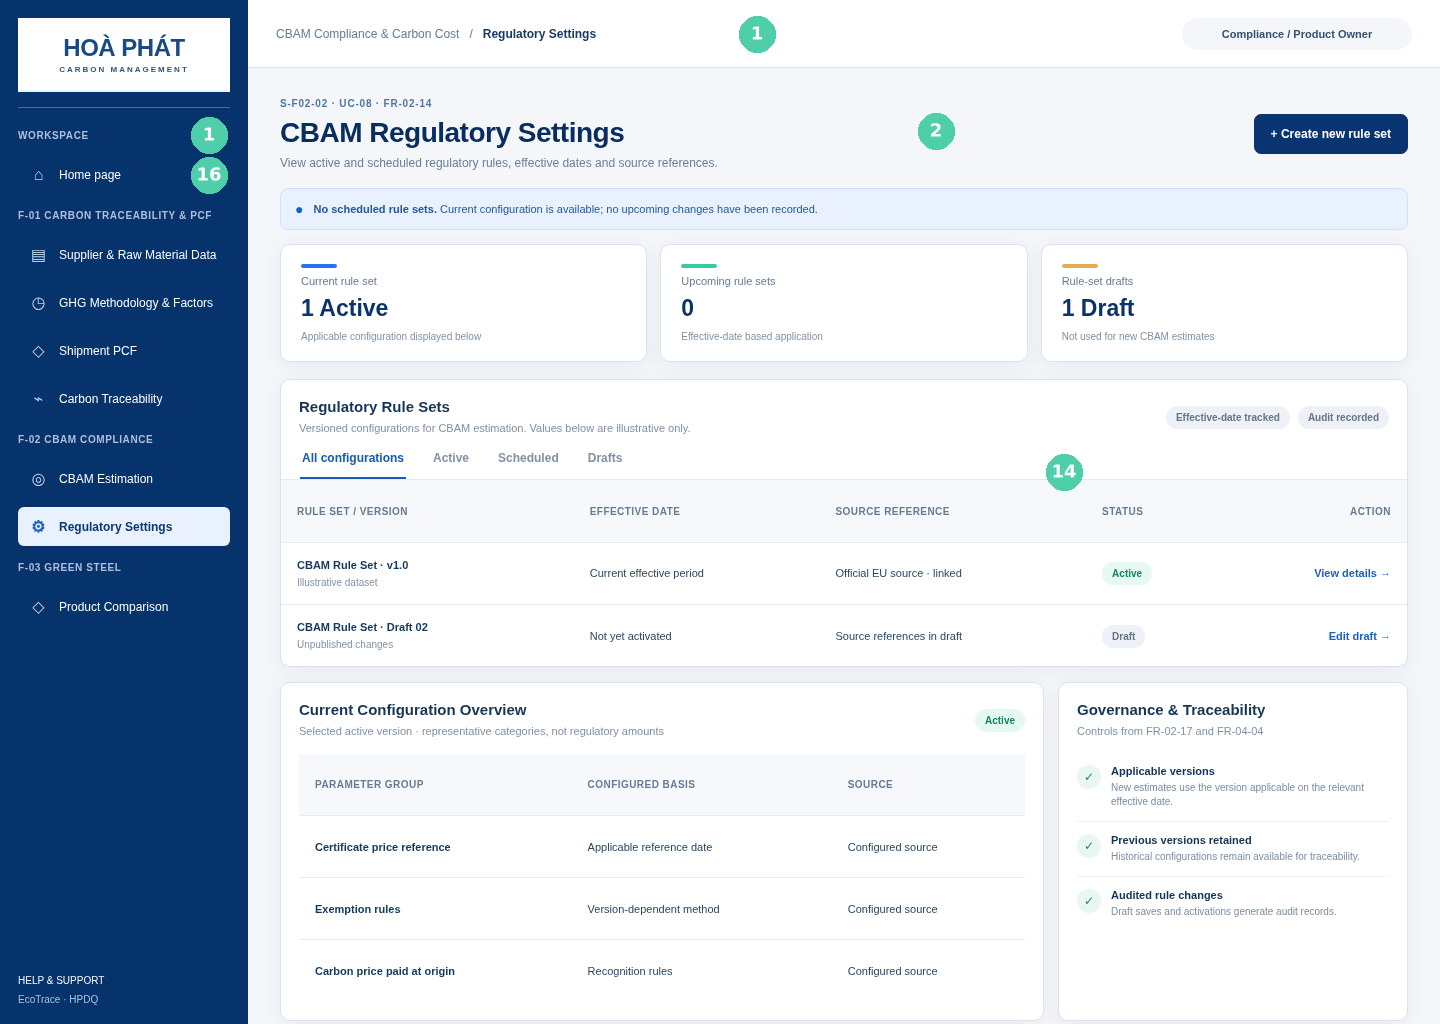 HOÀ PHÁT
CARBON MANAGEMENT
WORKSPACE
1
Home page
16
F-01 CARBON TRACEABILITY & PCF
Supplier & Raw Material Data
GHG Methodology & Factors
Shipment PCF
Carbon Traceability
F-02 CBAM COMPLIANCE
CBAM Estimation
Regulatory Settings
F-03 GREEN STEEL
Product Comparison
HELP & SUPPORT
EcoTrace · HPDQ
CBAM Compliance & Carbon Cost / Regulatory Settings
1
Compliance / Product Owner
S-F02-02 · UC-08 · FR-02-14
CBAM Regulatory Settings
2
+ Create new rule set
View active and scheduled regulatory rules, effective dates and source references.
No scheduled rule sets. Current configuration is available; no upcoming changes have been recorded.
Current rule set
1 Active
Applicable configuration displayed below
Upcoming rule sets
0
Effective-date based application
Rule-set drafts
1 Draft
Not used for new CBAM estimates
Regulatory Rule Sets
Versioned configurations for CBAM estimation. Values below are illustrative only.
Effective-date tracked
Audit recorded
All configurations Active Scheduled Drafts
14
RULE SET / VERSION EFFECTIVE DATE SOURCE REFERENCE STATUS ACTION
CBAM Rule Set · v1.0
Illustrative dataset
Current effective period Official EU source · linked Active View details →
CBAM Rule Set · Draft 02
Unpublished changes
Not yet activated Source references in draft Draft Edit draft →
Current Configuration Overview
Selected active version · representative categories, not regulatory amounts
Active
PARAMETER GROUP CONFIGURED BASIS SOURCE
Certificate price reference Applicable reference date Configured source
Exemption rules Version-dependent method Configured source
Carbon price paid at origin Recognition rules Configured source
Governance & Traceability
Controls from FR-02-17 and FR-04-04
✓ Applicable versions
New estimates use the version applicable on the relevant
effective date.
✓ Previous versions retained
Historical configurations remain available for traceability.
✓ Audited rule changes
Draft saves and activations generate audit records.